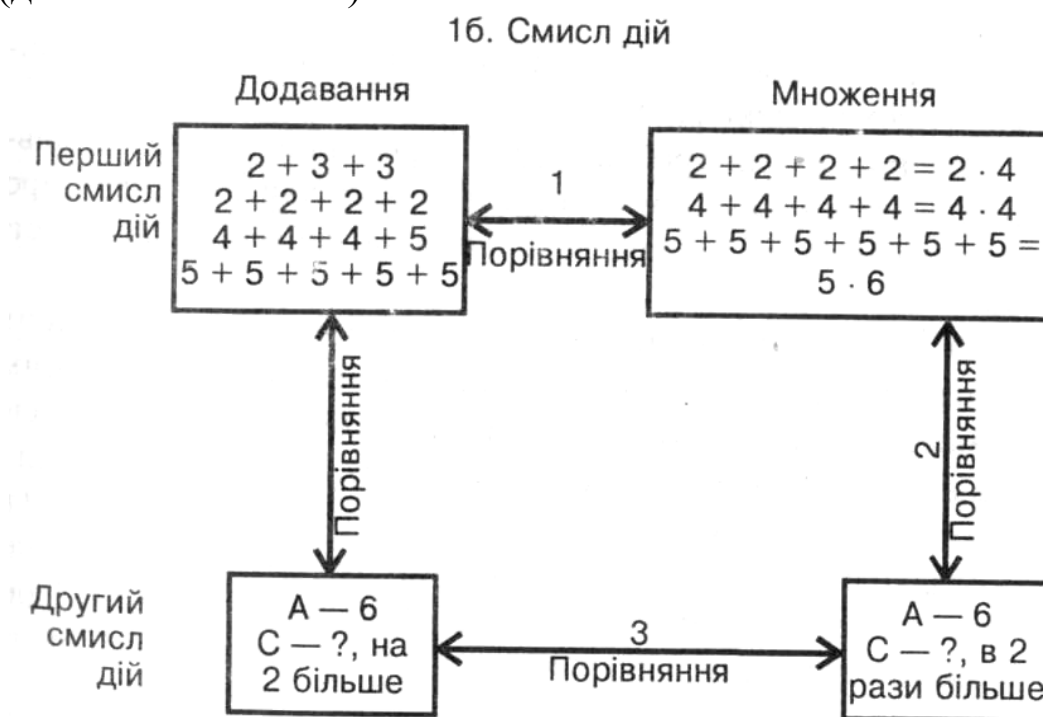 1б. Смисл дій
Додавання
Множення
Перший
смисл
дій
2 + 3 + 3
2 + 2 + 2 + 2
4 + 4 + 4 + 5
5 + 5 + 5 + 5 + 5
1
Порівняння
2 + 2 + 2 + 2 = 2 · 4
4 + 4 + 4 + 4 = 4 · 4
5 + 5 + 5 + 5 + 5 + 5 =
5 · 6
Порівняння
2
Порівняння
Другий
смисл
дій
А — 6
С — ?, на
2 більше
3
Порівняння
А — 6
С — ?, в 2
рази більше